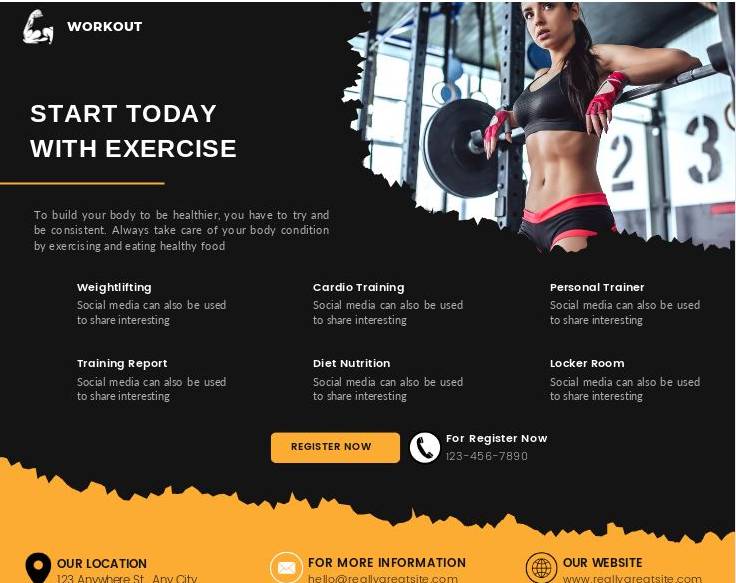 WORKOUT
START TODAY
WITH EXERCISE
To build your body to be healthier, you have to try and
be consistent. Always take care of your body condition
by exercising and eating healthy food
2 3
Weightlifting
Social media can also be used
to share interesting
Cardio Training
Social media can also be used
to share interesting
Personal Trainer
Social media can also be used
to share interesting
Training Report
Social media can also be used
to share interesting
Diet Nutrition
Social media can also be used
to share interesting
Locker Room
Social media can also be used
to share interesting
REGISTER NOW
For Register Now
123-456-7890
OUR LOCATION
123 Anywhere St., Any City
FOR MORE INFORMATION
hello@reallygreatsite.com
OUR WEBSITE
www.reallygreatsite.com